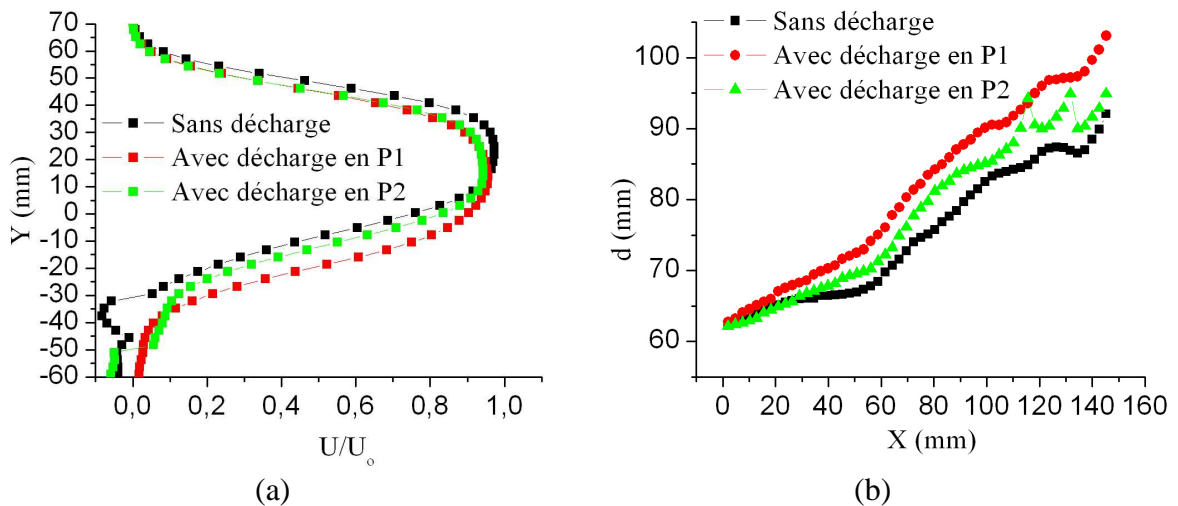 70
60
50
40
30
20
10
0
-10
-20
-30
-40
-50
-60
Y (mm)
Sans décharge
Avec décharge en P1
Avec décharge en P2
0,0 0,2 0,4 0,6 0,8 1,0
U/Uo
(a)
100
90
80
70
60
d (mm)
Sans décharge
Avec décharge en P1
Avec décharge en P2
0 20 40 60 80 100 120 140 160
X (mm)
(b)